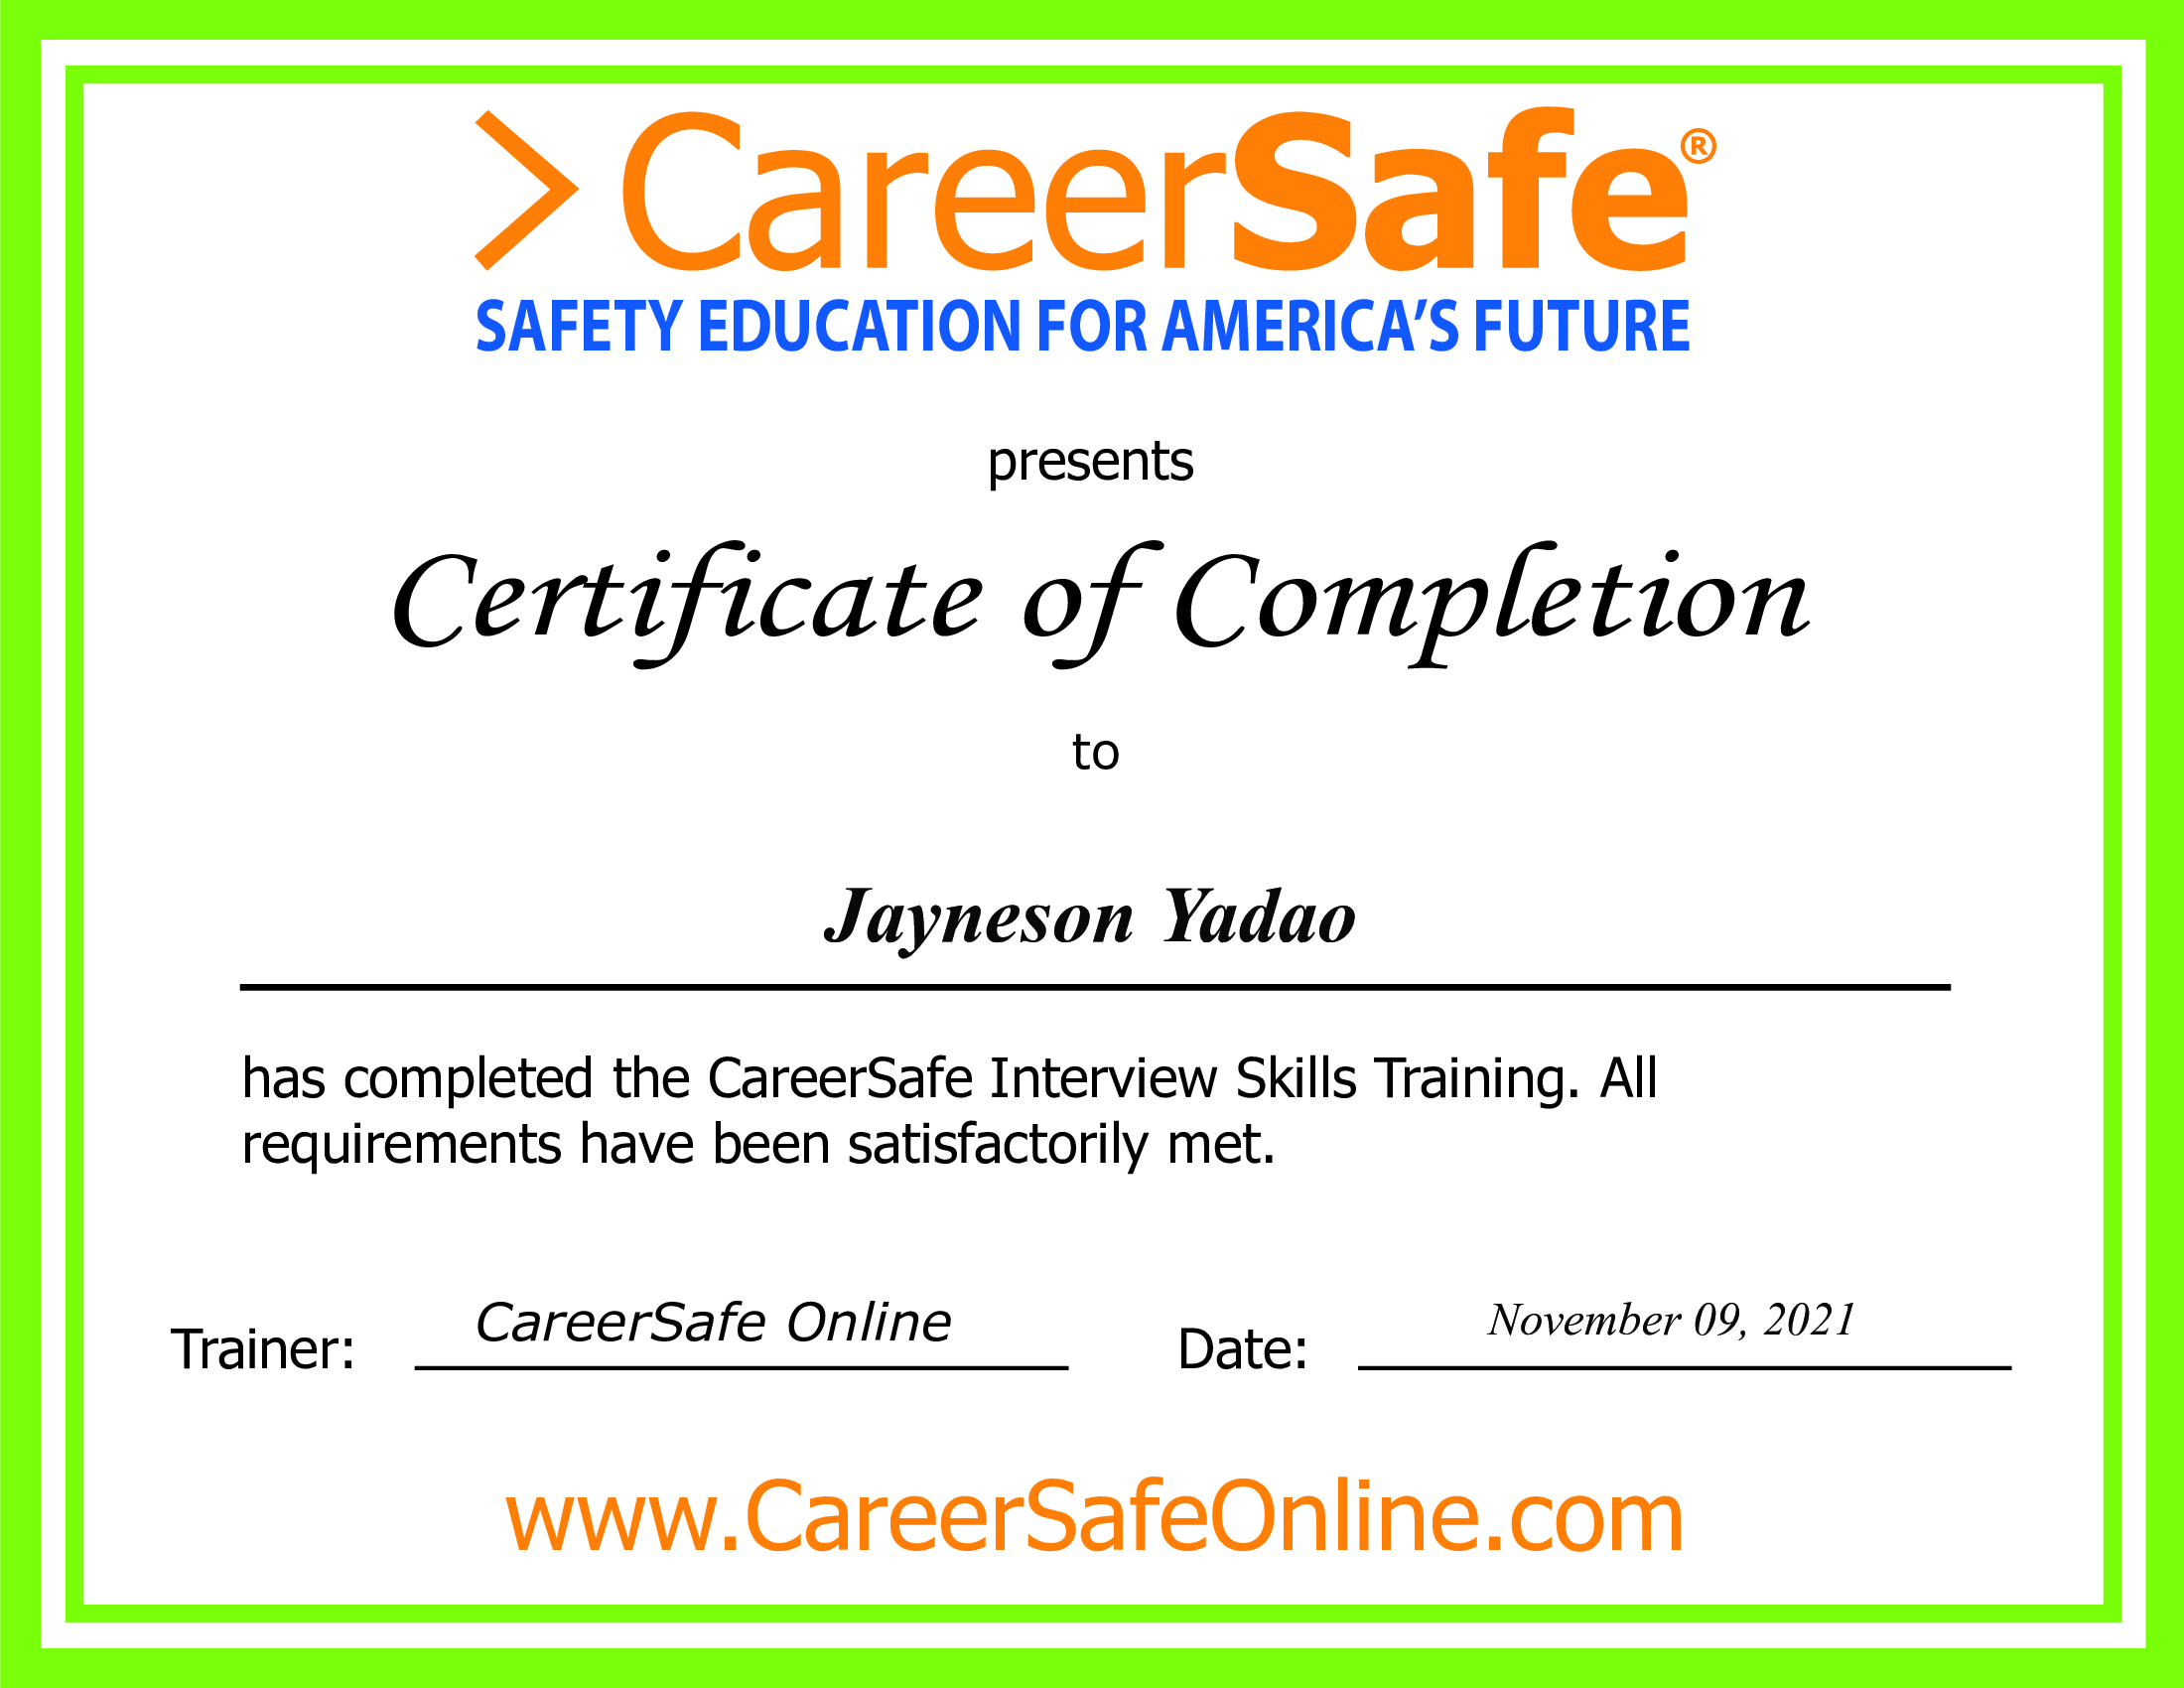 >CareerSafe®
SAFETY EDUCATION FOR AMERICA'S FUTURE
presents
Certificate of Completion
to
Jayneson Yadao
has completed the CareerSafe Interview Skills Training. All
requirements have been satisfactorily met.
Trainer: CareerSafe Online Date: November 09, 2021
www.CareerSafeOnline.com